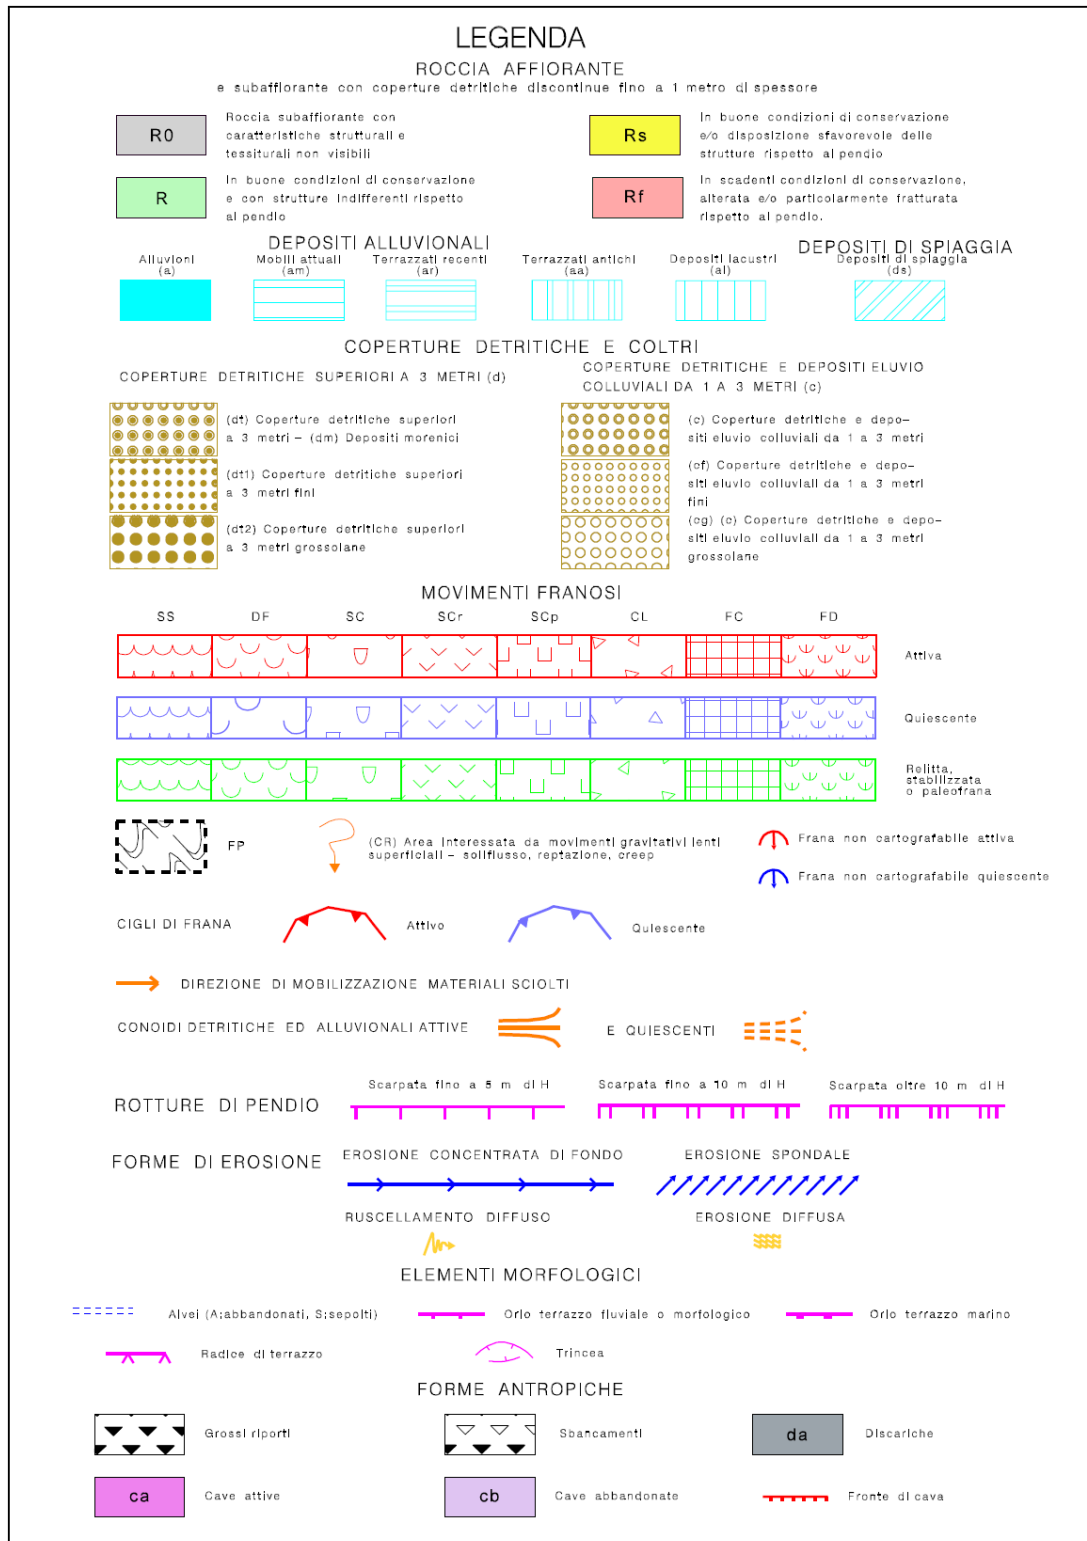 LEGENDA
ROCCIA AFFIORANTE
e subaffiorante con coperture detritiche discontinue fino a 1 metro di spessore
R0
Roccia subaffiorante con
caratteristiche strutturali e
tessiturali non visibili
Rs
In buone condizioni di conservazione
e/o disposizione sfavorevole delle
strutture rispetto al pendio
R
In buone condizioni di conservazione
e con strutture indifferenti rispetto
al pendio
Rf
In scadenti condizioni di conservazione,
alterata e/o particolarmente fratturata
rispetto al pendio.
DEPOSITI ALLUVIONALI
DEPOSITI DI SPIAGGIA
Alluvioni
(a)
Mobili attuali
(am)
Terrazzati recenti
(ar)
Terrazzati antichi
(aa)
Depositi lacustri
(al)
Depositi di spiaggia
(ds)
COPERTURE DETRITICHE E COLTRI
COPERTURE DETRITICHE SUPERIORI A 3 METRI (d)
COPERTURE DETRITICHE E DEPOSITI ELUVIO
COLLUVIALI DA 1 A 3 METRI (c)
(dt) Coperture detritiche superiori
a 3 metri – (dm) Depositi morenici
(c) Coperture detritiche e depo–
siti eluvio colluviali da 1 a 3 metri
(dt1) Coperture detritiche superiori
a 3 metri fini
(cf) Coperture detritiche e depo–
siti eluvio colluviali da 1 a 3 metri
fini
(dt2) Coperture detritiche superiori
a 3 metri grossolane
(cg) (c) Coperture detritiche e depo–
siti eluvio colluviali da 1 a 3 metri
grossolane
MOVIMENTI FRANOSI
SS DF SC SCr SCp CL FC FD
Attiva
Quiescente
Relitta,
stabilizzata
o paleofrana
FP
(CR) Area interessata da movimenti gravitativi lenti
superficiali – soliflusso, reptazione, creep
Frana non cartografabile attiva
Frana non cartografabile quiescente
CIGLI DI FRANA
Attivo
Quiescente
DIREZIONE DI MOBILIZZAZIONE MATERIALI SCIOLTI
CONOIDI DETRITICHE ED ALLUVIONALI ATTIVE
E QUIESCENTI
ROTTURE DI PENDIO
Scarpata fino a 5 m di H
Scarpata fino a 10 m di H
Scarpata oltre 10 m di H
FORME DI EROSIONE
EROSIONE CONCENTRATA DI FONDO
EROSIONE SPONDALE
RUSCELLAMENTO DIFFUSO
EROSIONE DIFFUSA
ELEMENTI MORFOLOGICI
Alvei (A;abbandonati, S;sepolti)
Orlo terrazzo fluviale o morfologico
Orlo terrazzo marino
Radice di terrazzo
Trincea
FORME ANTROPICHE
Grossi riporti
Sbancamenti
da
Discariche
ca
Cave attive
cb
Cave abbandonate
Fronte di cava